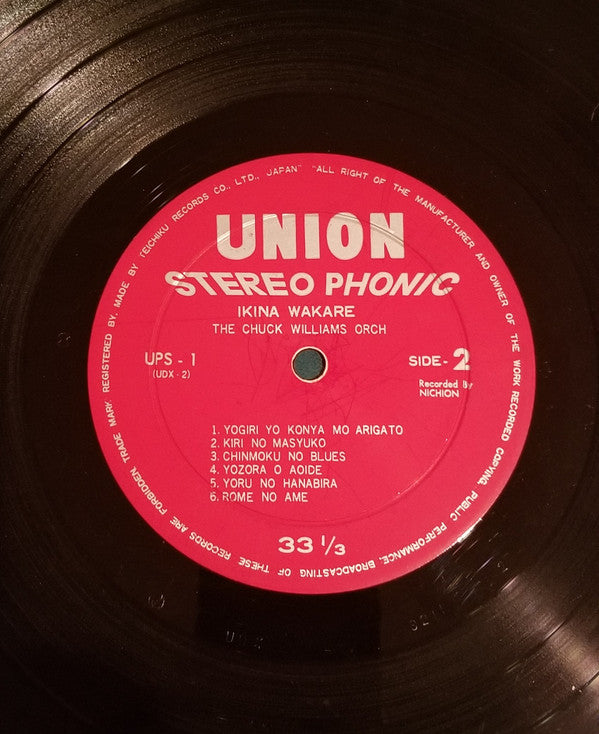 TRADE MARK REGISTERED BY. MADE BY TEICHIKU RECORDS CO., LTD., JAPAN" "ALL RIGHT OF THE MANUFACTURER AND OWNER OF THE WORK RECORDED COPYING, PUBLIC PERFORMANCE, BROADCASTING OF THESE RECORDS ARE FORBIDDEN
UNION
STEREO PHONIC
IKINA WAKARE
THE CHUCK WILLIAMS ORCH
UPS - 1
(UDX - 2)
SIDE - 2
Recorded By
NICHION
1. YOGIRI YO KONYA MO ARIGATO
2. KIRI NO MASYUKO
3. CHINMOKU NO BLUES
4. YOZORA O AOIDE
5. YORU NO HANABIRA
6. ROME NO AME
33 1/3